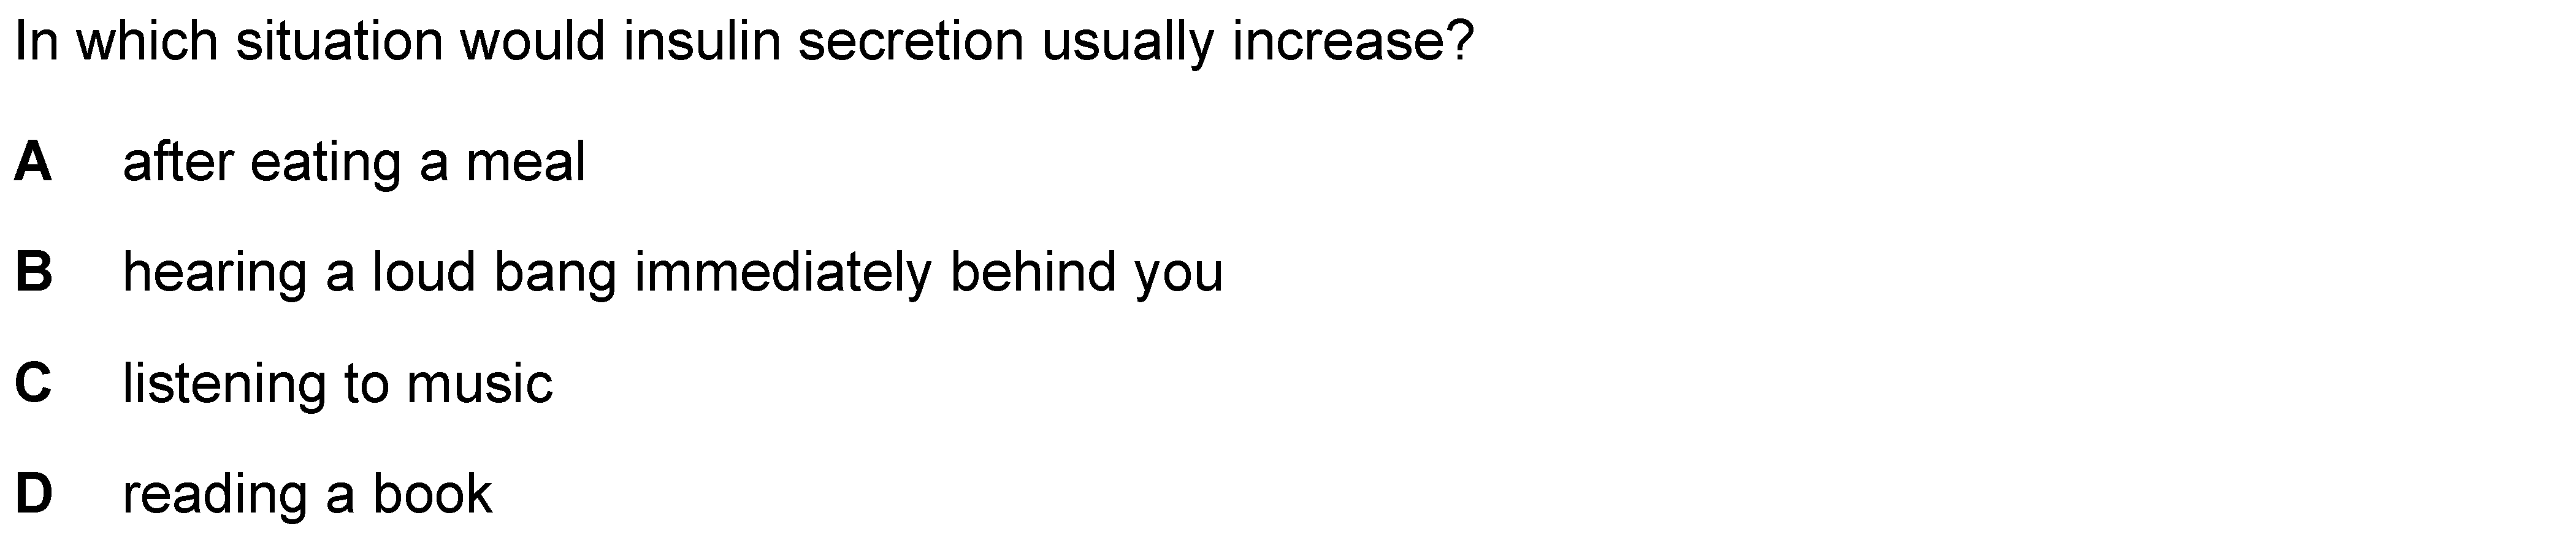 In which situation would insulin secretion usually increase?
A after eating a meal
B hearing a loud bang immediately behind you
C listening to music
D reading a book